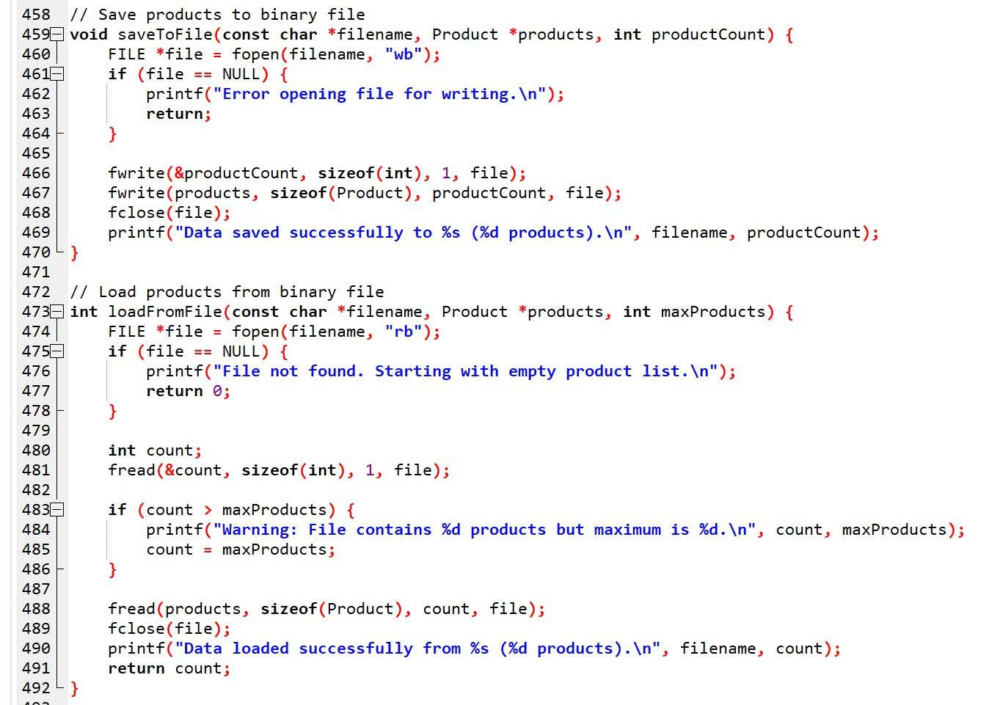 458 // Save products to binary file
459 void saveToFile(const char *filename, Product *products, int productCount) {
460     FILE *file = fopen(filename, "wb");
461     if (file == NULL) {
462         printf("Error opening file for writing.\n");
463         return;
464     }
465
466     fwrite(&productCount, sizeof(int), 1, file);
467     fwrite(products, sizeof(Product), productCount, file);
468     fclose(file);
469     printf("Data saved successfully to %s (%d products).\n", filename, productCount);
470 }
471
472 // Load products from binary file
473 int loadFromFile(const char *filename, Product *products, int maxProducts) {
474     FILE *file = fopen(filename, "rb");
475     if (file == NULL) {
476         printf("File not found. Starting with empty product list.\n");
477         return 0;
478     }
479
480     int count;
481     fread(&count, sizeof(int), 1, file);
482
483     if (count > maxProducts) {
484         printf("Warning: File contains %d products but maximum is %d.\n", count, maxProducts);
485         count = maxProducts;
486     }
487
488     fread(products, sizeof(Product), count, file);
489     fclose(file);
490     printf("Data loaded successfully from %s (%d products).\n", filename, count);
491     return count;
492 }